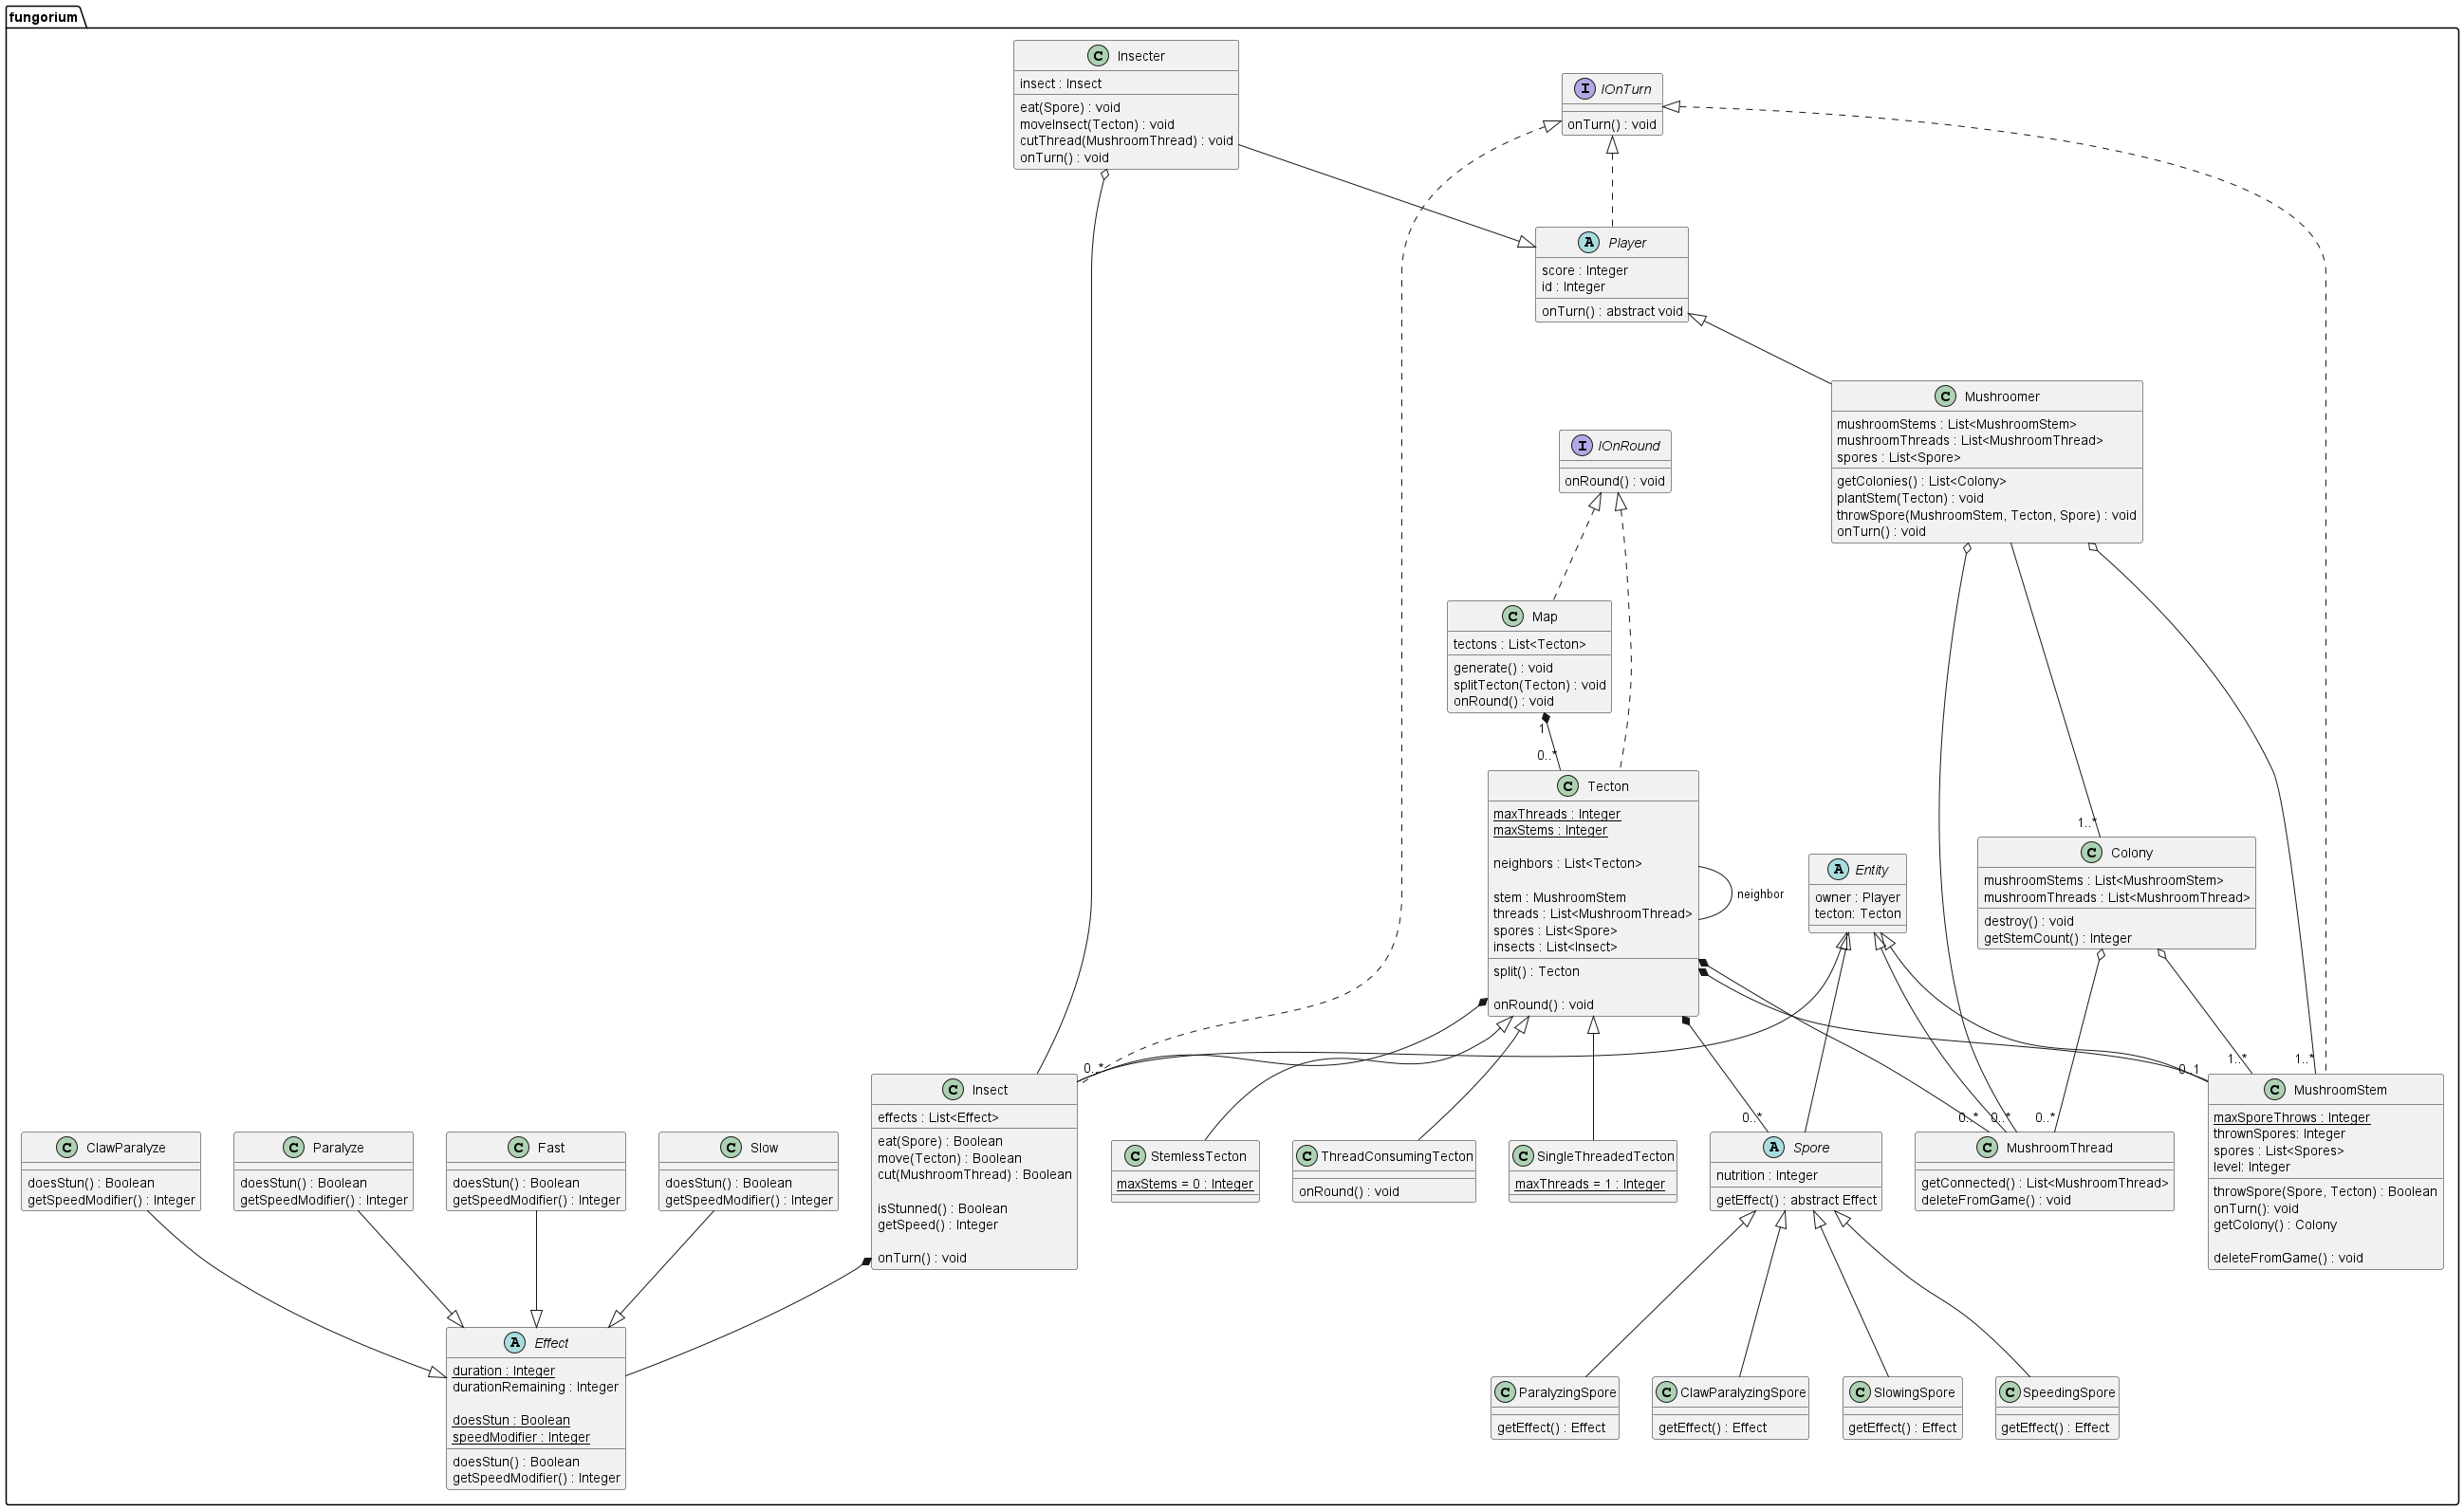 fungorium
C Insecter
insect : Insect
eat(Spore) : void
moveInsect(Tecton) : void
cutThread(MushroomThread) : void
onTurn() : void
I IOnTurn
onTurn() : void
A Player
score : Integer
id : Integer
onTurn() : abstract void
C Mushroomer
mushroomStems : List<MushroomStem>
mushroomThreads : List<MushroomThread>
spores : List<Spore>
getColonies() : List<Colony>
plantStem(Tecton) : void
throwSpore(MushroomStem, Tecton, Spore) : void
onTurn() : void
I IOnRound
onRound() : void
C Map
tectons : List<Tecton>
generate() : void
splitTecton(Tecton) : void
onRound() : void
1
0..*
C Tecton
maxThreads : Integer
maxStems : Integer
neighbors : List<Tecton>
stem : MushroomStem
threads : List<MushroomThread>
spores : List<Spore>
insects : List<Insect>
split() : Tecton
onRound() : void
neighbor
A Entity
owner : Player
tecton: Tecton
1..*
C Colony
mushroomStems : List<MushroomStem>
mushroomThreads : List<MushroomThread>
destroy() : void
getStemCount() : Integer
C ClawParalyze
doesStun() : Boolean
getSpeedModifier() : Integer
C Paralyze
doesStun() : Boolean
getSpeedModifier() : Integer
C Fast
doesStun() : Boolean
getSpeedModifier() : Integer
C Slow
doesStun() : Boolean
getSpeedModifier() : Integer
0..*
C Insect
effects : List<Effect>
eat(Spore) : Boolean
move(Tecton) : Boolean
cut(MushroomThread) : Boolean
isStunned() : Boolean
getSpeed() : Integer
onTurn() : void
C StemlessTecton
maxStems = 0 : Integer
C ThreadConsumingTecton
onRound() : void
C SingleThreadedTecton
maxThreads = 1 : Integer
0..*
A Spore
nutrition : Integer
getEffect() : abstract Effect
0..*
0..*
0..*
C MushroomThread
getConnected() : List<MushroomThread>
deleteFromGame() : void
0..1
1..*
1..*
C MushroomStem
maxSporeThrows : Integer
thrownSpores: Integer
spores : List<Spores>
level: Integer
throwSpore(Spore, Tecton) : Boolean
onTurn(): void
getColony() : Colony
deleteFromGame() : void
A Effect
duration : Integer
durationRemaining : Integer
doesStun : Boolean
speedModifier : Integer
doesStun() : Boolean
getSpeedModifier() : Integer
C ParalyzingSpore
getEffect() : Effect
C ClawParalyzingSpore
getEffect() : Effect
C SlowingSpore
getEffect() : Effect
C SpeedingSpore
getEffect() : Effect